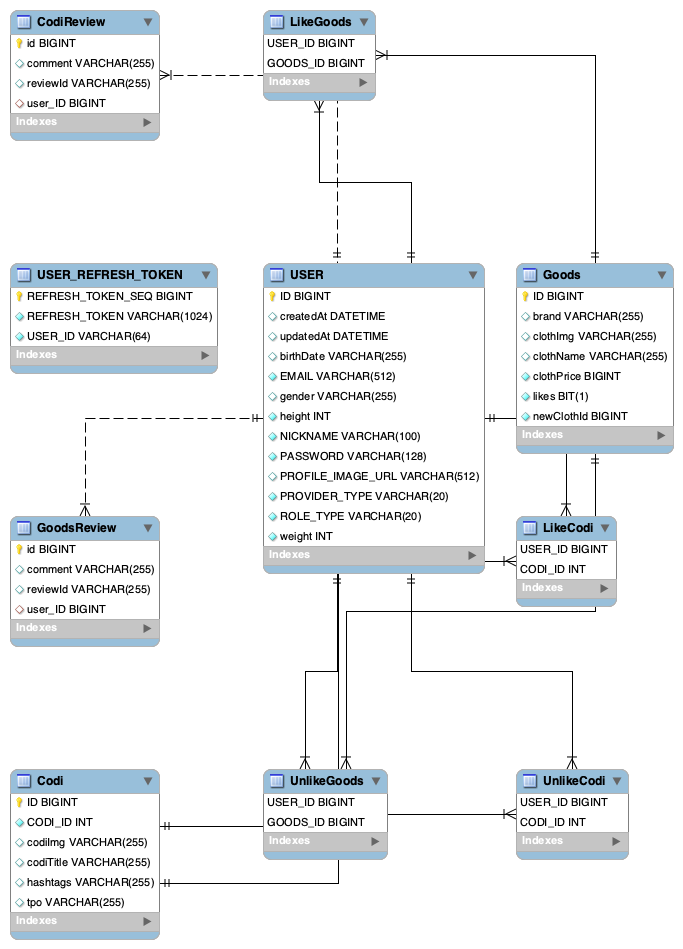 CodiReview
id BIGINT
comment VARCHAR(255)
reviewId VARCHAR(255)
user_ID BIGINT
Indexes
LikeGoods
USER_ID BIGINT
GOODS_ID BIGINT
Indexes
USER_REFRESH_TOKEN
REFRESH_TOKEN_SEQ BIGINT
REFRESH_TOKEN VARCHAR(1024)
USER_ID VARCHAR(64)
Indexes
USER
ID BIGINT
createdAt DATETIME
updatedAt DATETIME
birthDate VARCHAR(255)
EMAIL VARCHAR(512)
gender VARCHAR(255)
height INT
NICKNAME VARCHAR(100)
PASSWORD VARCHAR(128)
PROFILE_IMAGE_URL VARCHAR(512)
PROVIDER_TYPE VARCHAR(20)
ROLE_TYPE VARCHAR(20)
weight INT
Indexes
Goods
ID BIGINT
brand VARCHAR(255)
clothImg VARCHAR(255)
clothName VARCHAR(255)
clothPrice BIGINT
likes BIT(1)
newClothId BIGINT
Indexes
GoodsReview
id BIGINT
comment VARCHAR(255)
reviewId VARCHAR(255)
user_ID BIGINT
Indexes
LikeCodi
USER_ID BIGINT
CODI_ID INT
Indexes
Codi
ID BIGINT
CODI_ID INT
codiImg VARCHAR(255)
codiTitle VARCHAR(255)
hashtags VARCHAR(255)
tpo VARCHAR(255)
Indexes
UnlikeGoods
USER_ID BIGINT
GOODS_ID BIGINT
Indexes
UnlikeCodi
USER_ID BIGINT
CODI_ID INT
Indexes